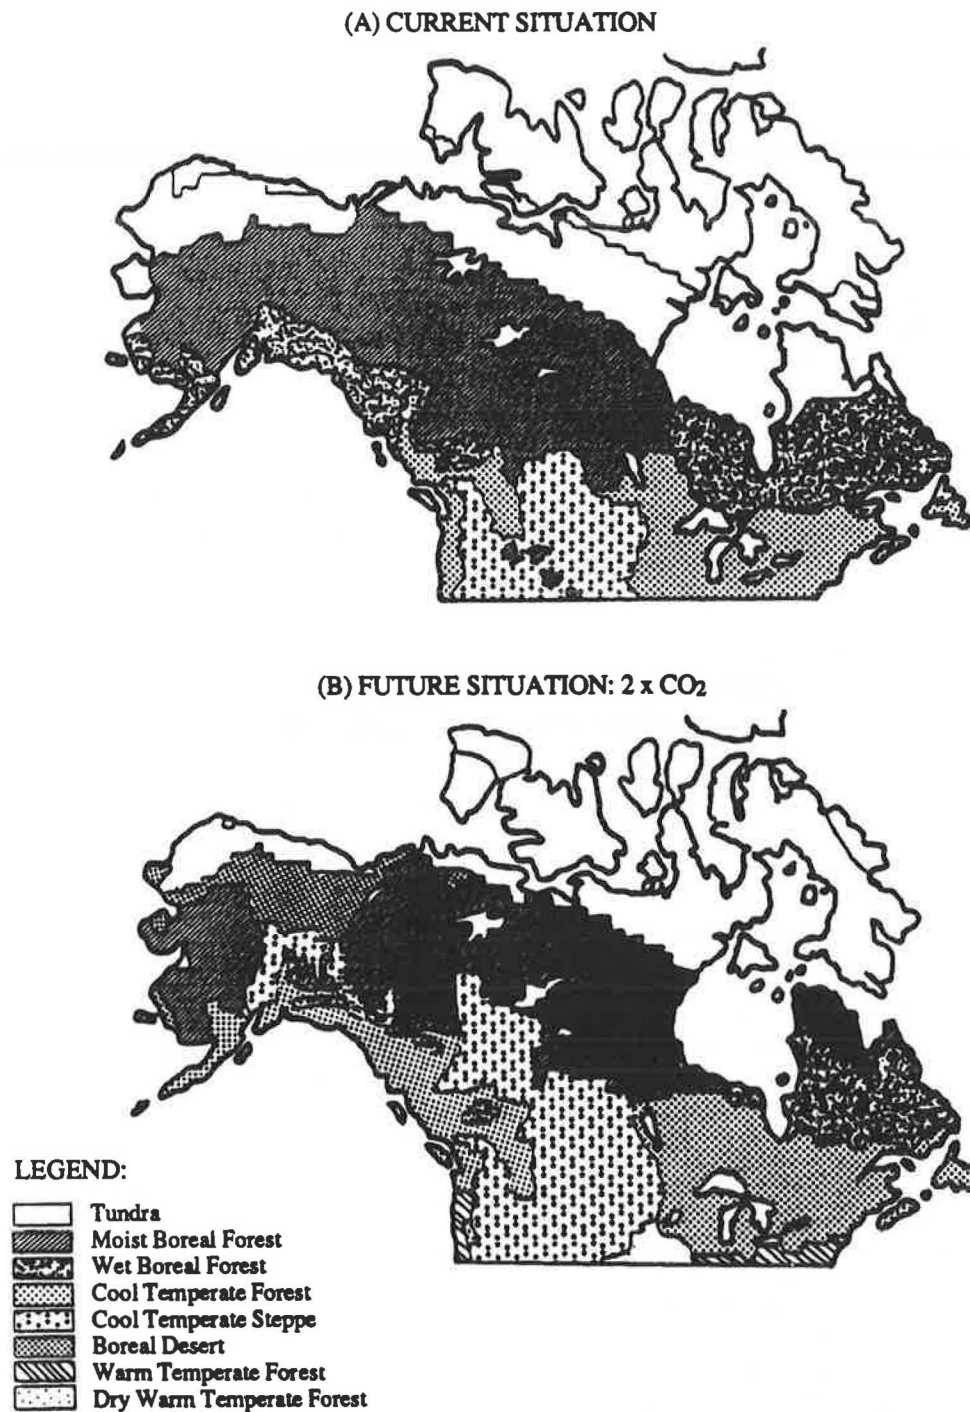 (A) CURRENT SITUATION
(B) FUTURE SITUATION: 2 x CO₂
LEGEND:
Tundra
Moist Boreal Forest
Wet Boreal Forest
Cool Temperate Forest
Cool Temperate Steppe
Boreal Desert
Warm Temperate Forest
Dry Warm Temperate Forest